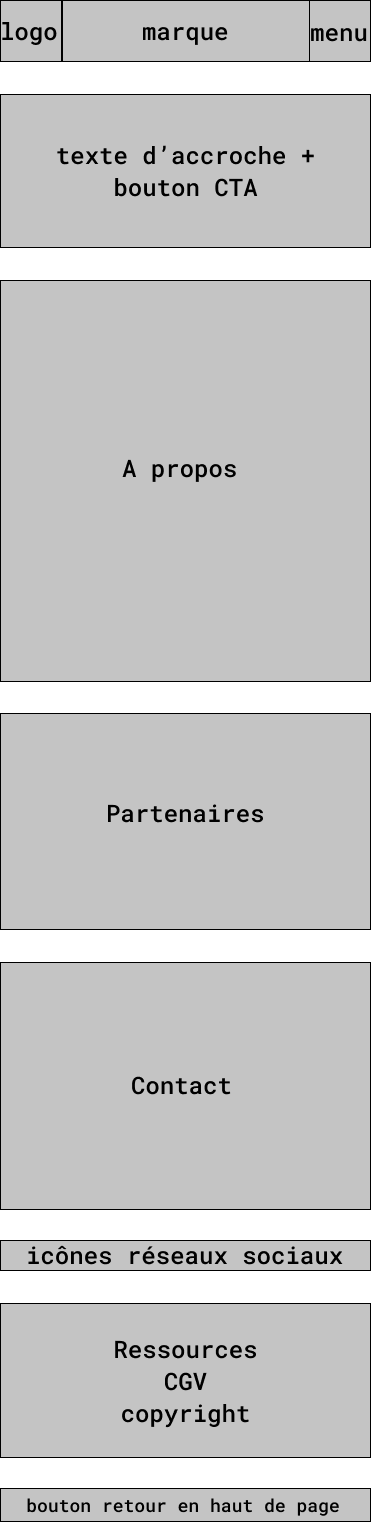 logo marque menu
texte d’accroche +
bouton CTA
A propos
Partenaires
Contact
icônes réseaux sociaux
Ressources
CGV
copyright
bouton retour en haut de page